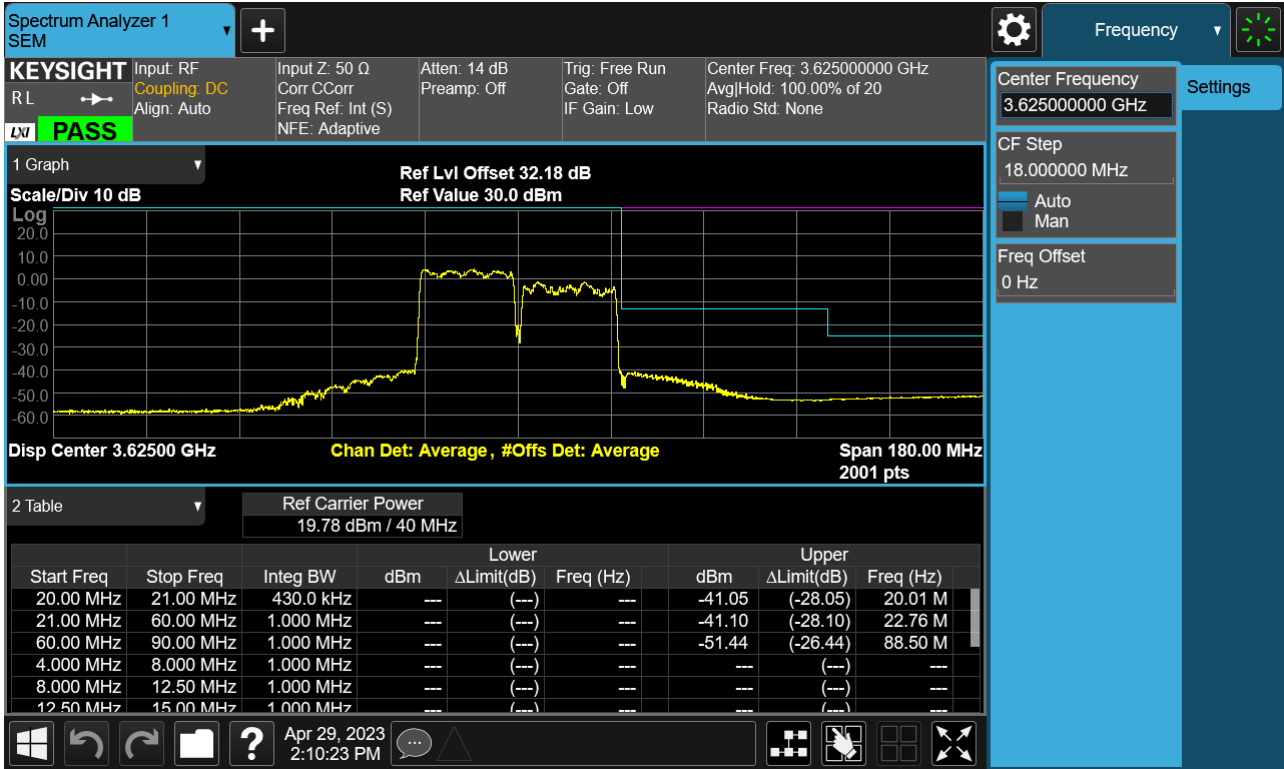 Spectrum Analyzer 1
SEM
Frequency
KEYSIGHT
R L
LXI PASS
Input: RF
Coupling: DC
Align: Auto
Input Z: 50 Ω
Corr CCorr
Freq Ref: Int (S)
NFE: Adaptive
Atten: 14 dB
Preamp: Off
Trig: Free Run
Gate: Off
IF Gain: Low
Center Freq: 3.625000000 GHz
Avg|Hold: 100.00% of 20
Radio Std: None
Center Frequency
3.625000000 GHz
Settings
CF Step
18.000000 MHz
Auto
Man
Freq Offset
0 Hz
1 Graph
Scale/Div 10 dB
Ref Lvl Offset 32.18 dB
Ref Value 30.0 dBm
Log
20.0
10.0
0.00
-10.0
-20.0
-30.0
-40.0
-50.0
-60.0
Disp Center 3.62500 GHz
Chan Det: Average , #Offs Det: Average
Span 180.00 MHz
2001 pts
2 Table
Ref Carrier Power
19.78 dBm / 40 MHz
Lower Upper
Start Freq Stop Freq Integ BW dBm ΔLimit(dB) Freq (Hz) dBm ΔLimit(dB) Freq (Hz)
20.00 MHz 21.00 MHz 430.0 kHz --- (---) --- -41.05 (-28.05) 20.01 M
21.00 MHz 60.00 MHz 1.000 MHz --- (---) --- -41.10 (-28.10) 22.76 M
60.00 MHz 90.00 MHz 1.000 MHz --- (---) --- -51.44 (-26.44) 88.50 M
4.000 MHz 8.000 MHz 1.000 MHz --- (---) --- --- (---) ---
8.000 MHz 12.50 MHz 1.000 MHz --- (---) --- --- (---) ---
12.50 MHz 15.00 MHz 1.000 MHz --- (---) --- --- (---) ---
Apr 29, 2023
2:10:23 PM